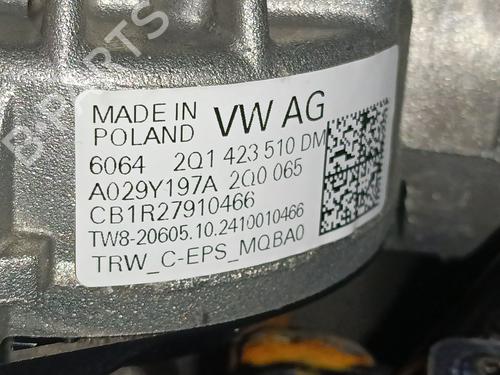 B-PARTS
MADE IN POLAND VW AG
6064 2Q1 423 510 DM
A029Y197A 2Q0 065
CB1R27910466
TW8-20605.10.2410010466
TRW_C-EPS_MQBA0